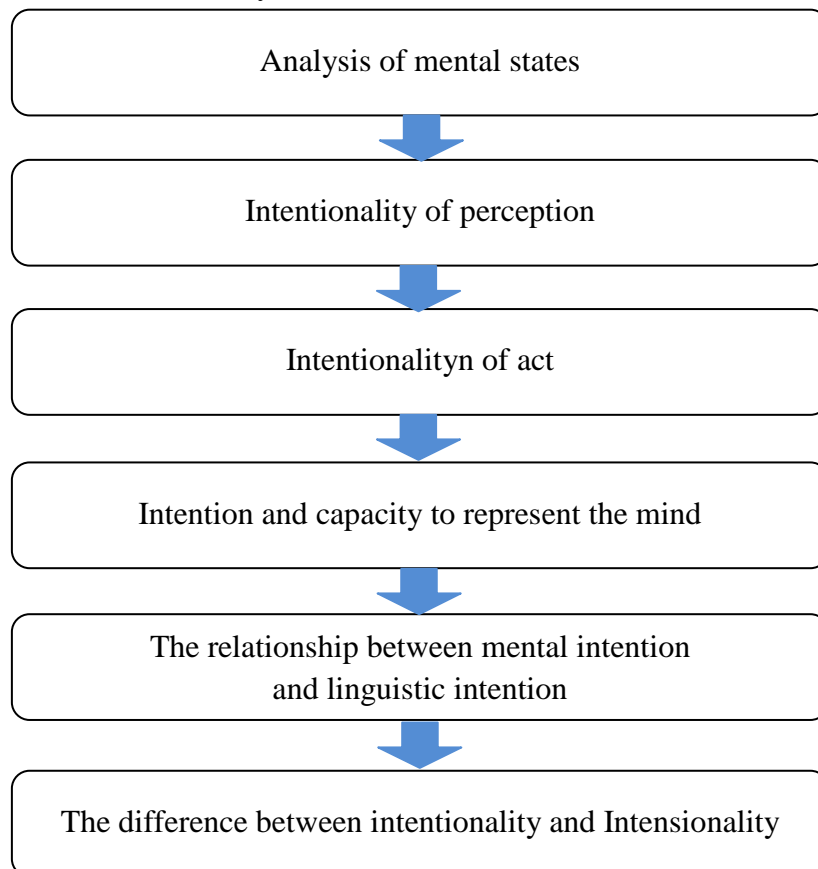 Analysis of mental states
Intentionality of perception
Intentionalityn of act
Intention and capacity to represent the mind
The relationship between mental intention
and linguistic intention
The difference between intentionality and Intensionality